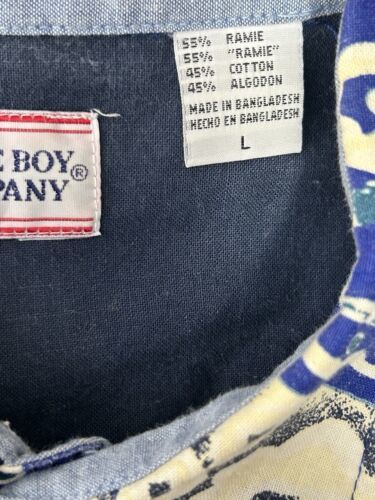 55% RAMIE
55% "RAMIE"
45% COTTON
45% ALGODON
MADE IN BANGLADESH
HECHO EN BANGLADESH
L
E BOY®
PANY